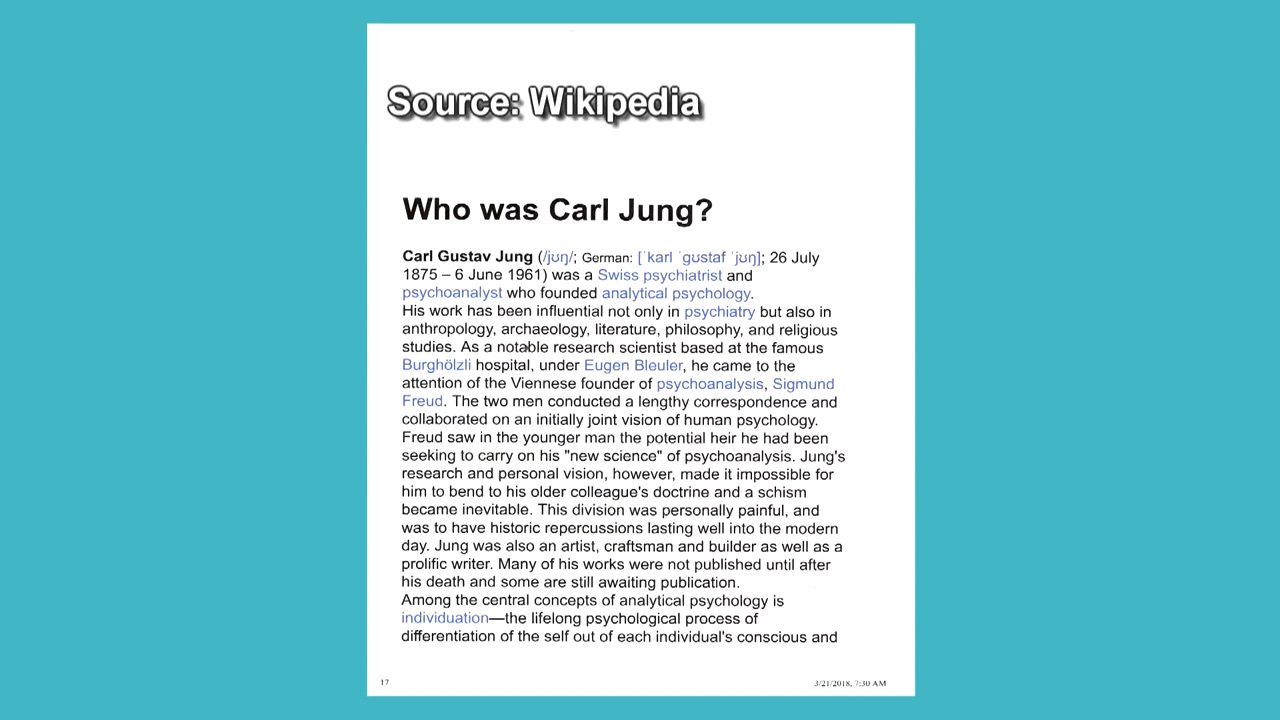 Source: Wikipedia
Who was Carl Jung?
Carl Gustav Jung (/jʊŋ/; German: [ˈkarl ˈɡʊstaf ˈjʊŋ]; 26 July
1875 – 6 June 1961) was a Swiss psychiatrist and
psychoanalyst who founded analytical psychology.
His work has been influential not only in psychiatry but also in
anthropology, archaeology, literature, philosophy, and religious
studies. As a notable research scientist based at the famous
Burghölzli hospital, under Eugen Bleuler, he came to the
attention of the Viennese founder of psychoanalysis, Sigmund
Freud. The two men conducted a lengthy correspondence and
collaborated on an initially joint vision of human psychology.
Freud saw in the younger man the potential heir he had been
seeking to carry on his "new science" of psychoanalysis. Jung's
research and personal vision, however, made it impossible for
him to bend to his older colleague's doctrine and a schism
became inevitable. This division was personally painful, and
was to have historic repercussions lasting well into the modern
day. Jung was also an artist, craftsman and builder as well as a
prolific writer. Many of his works were not published until after
his death and some are still awaiting publication.
Among the central concepts of analytical psychology is
individuation—the lifelong psychological process of
differentiation of the self out of each individual's conscious and
17
3/21/2018, 7:30 AM